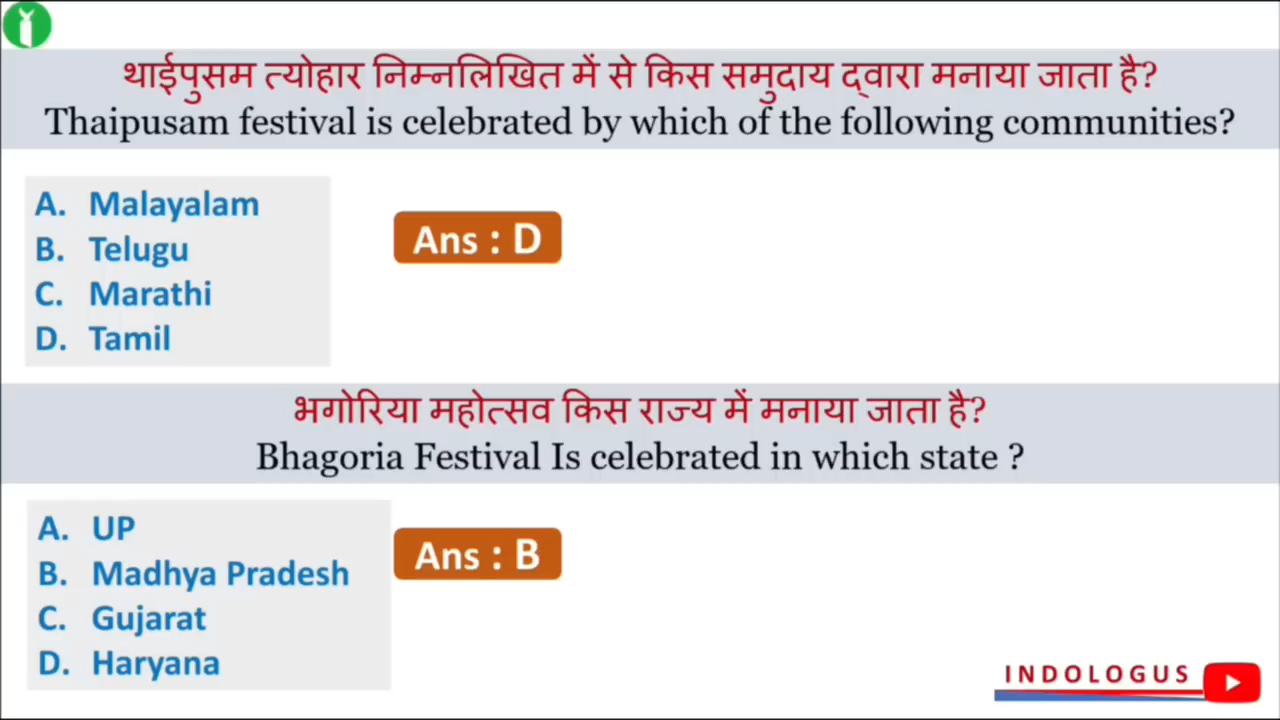 थाईपुसम त्योहार निम्नलिखित में से किस समुदाय द्वारा मनाया जाता है?
Thaipusam festival is celebrated by which of the following communities?
A. Malayalam
B. Telugu
C. Marathi
D. Tamil
Ans : D
भगोरिया महोत्सव किस राज्य में मनाया जाता है?
Bhagoria Festival Is celebrated in which state ?
A. UP
B. Madhya Pradesh
C. Gujarat
D. Haryana
Ans : B
INDOLOGUS